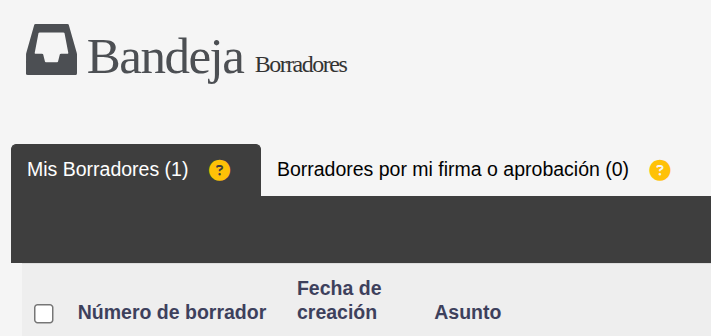 Bandeja Borradores
Mis Borradores (1) ? Borradores por mi firma o aprobación (0) ?
Fecha de
Número de borrador creación Asunto